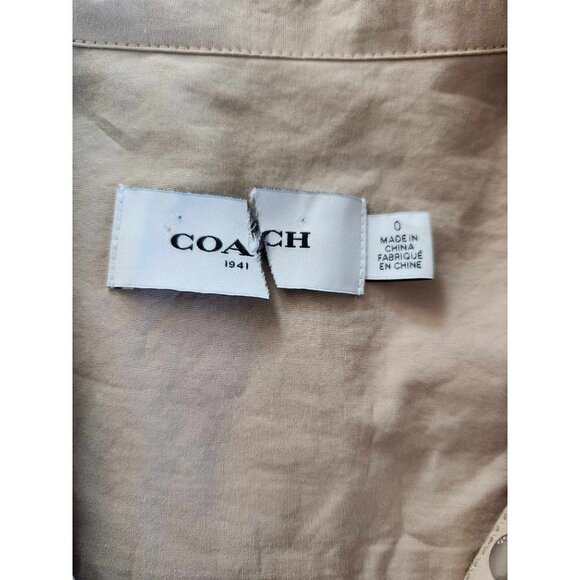 COACH
1941
0
MADE IN
CHINA
FABRIQUÉ
EN CHINE